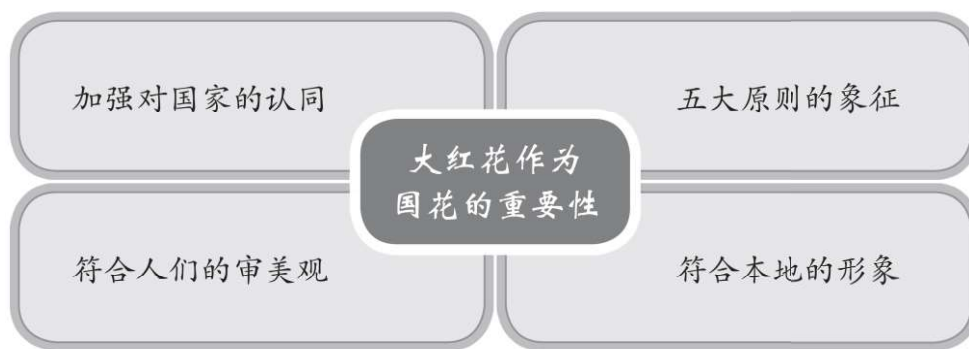 加强对国家的认同
五大原则的象征
大红花作为
国花的重要性
符合人们的审美观
符合本地的形象